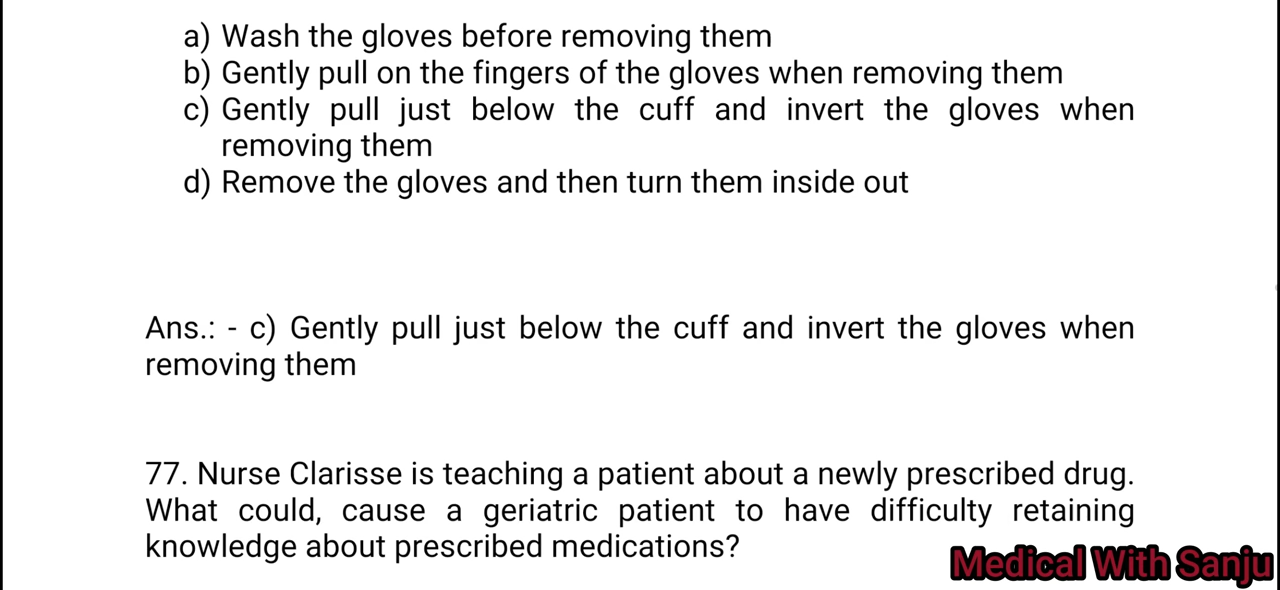 a) Wash the gloves before removing them
b) Gently pull on the fingers of the gloves when removing them
c) Gently pull just below the cuff and invert the gloves when
removing them
d) Remove the gloves and then turn them inside out
Ans.: - c) Gently pull just below the cuff and invert the gloves when
removing them
77. Nurse Clarisse is teaching a patient about a newly prescribed drug.
What could, cause a geriatric patient to have difficulty retaining
knowledge about prescribed medications?
Medical With Sanju